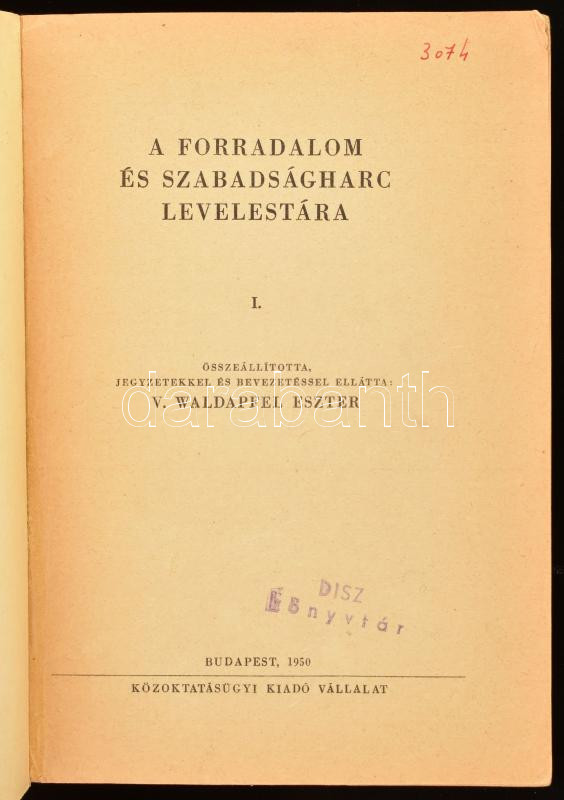 3074
A FORRADALOM
ÉS SZABADSÁGHARC
LEVELESTÁRA
I.
ÖSSZEÁLLÍTOTTA,
JEGYZETEKKEL ÉS BEVEZETÉSSEL ELLÁTTA:
V. WALDAPFEL ESZTER
darabanth
DISZ
Könyvtár
BUDAPEST, 1950
KÖZOKTATÁSÜGYI KIADÓ VÁLLALAT